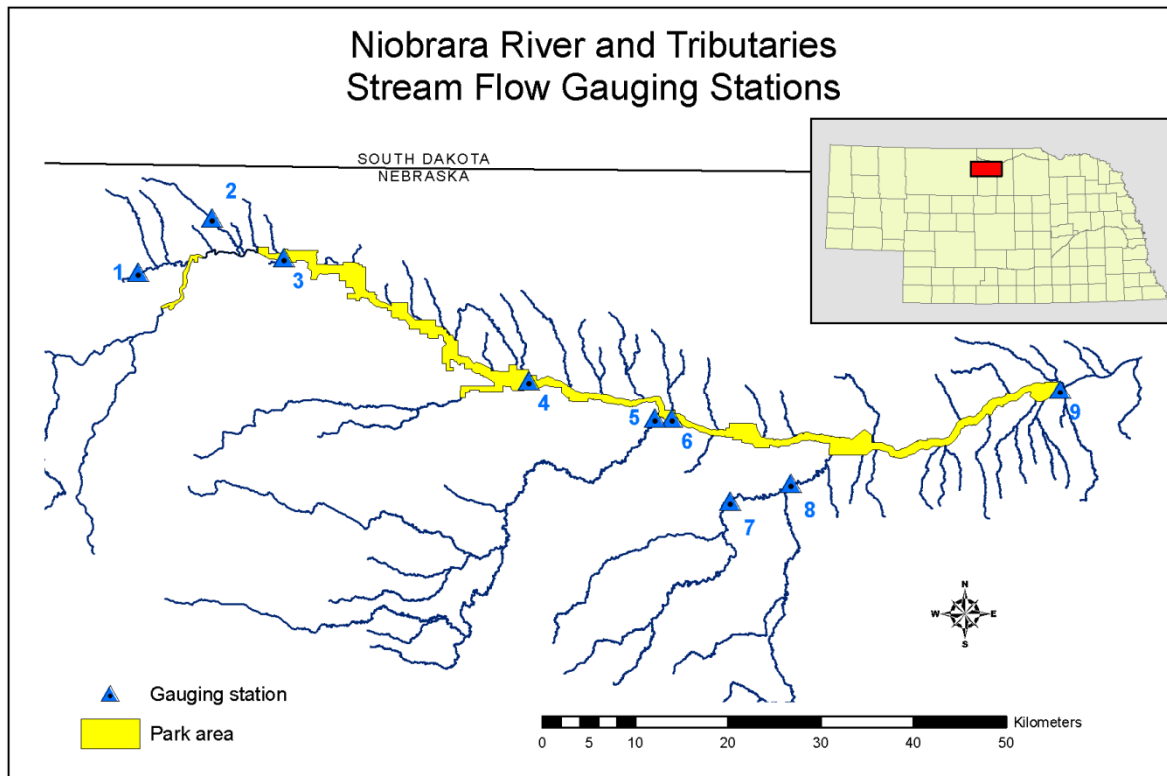 Niobrara River and Tributaries
Stream Flow Gauging Stations
SOUTH DAKOTA
NEBRASKA
2
1
3
4
5
6
9
7
8
N
W E
S
Gauging station
Park area
Kilometers
0 5 10 20 30 40 50